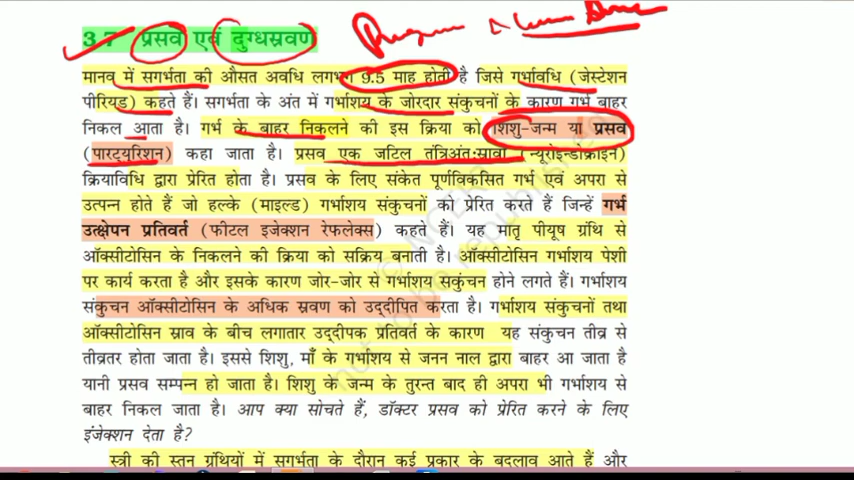 3.7 प्रसव एवं दुग्धस्रवण
मानव में सगर्भता की औसत अवधि लगभग 9.5 माह होती है जिसे गर्भावधि (जेस्टेशन
पीरियड) कहते हैं। सगर्भता के अंत में गर्भाशय के जोरदार संकुचनों के कारण गर्भ बाहर
निकल आता है। गर्भ के बाहर निकलने की इस क्रिया को शिशु-जन्म या प्रसव
(पारट्यूरिशन) कहा जाता है। प्रसव एक जटिल तंत्रिअंतःस्रावी (न्यूरोइन्डोक्राइन)
क्रियाविधि द्वारा प्रेरित होता है। प्रसव के लिए संकेत पूर्णविकसित गर्भ एवं अपरा से
उत्पन्न होते हैं जो हल्के (माइल्ड) गर्भाशय संकुचनों को प्रेरित करते हैं जिन्हें गर्भ
उत्क्षेपन प्रतिवर्त (फीटल इजेक्शन रेफलेक्स) कहते हैं। यह मातृ पीयूष ग्रंथि से
ऑक्सीटोसिन के निकलने की क्रिया को सक्रिय बनाती है। ऑक्सीटोसिन गर्भाशय पेशी
पर कार्य करता है और इसके कारण जोर-जोर से गर्भाशय सकुंचन होने लगते हैं। गर्भाशय
संकुचन ऑक्सीटोसिन के अधिक स्रवण को उद्दीपित करता है। गर्भाशय संकुचनों तथा
ऑक्सीटोसिन स्राव के बीच लगातार उद्दीपक प्रतिवर्त के कारण यह संकुचन तीव्र से
तीव्रतर होता जाता है। इससे शिशु, माँ के गर्भाशय से जनन नाल द्वारा बाहर आ जाता है
यानी प्रसव सम्पन्न हो जाता है। शिशु के जन्म के तुरन्त बाद ही अपरा भी गर्भाशय से
बाहर निकल जाता है। आप क्या सोचते हैं, डॉक्टर प्रसव को प्रेरित करने के लिए
इंजेक्शन देता है?
स्त्री की स्तन ग्रंथियों में सगर्भता के दौरान कई प्रकार के बदलाव आते हैं और